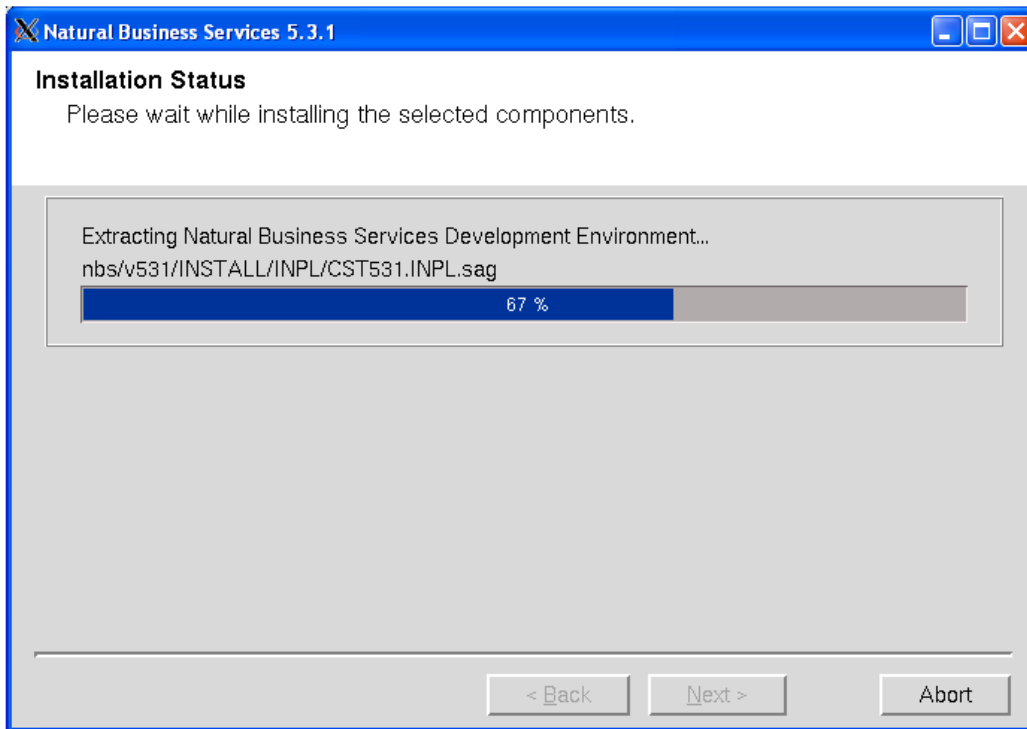 Natural Business Services 5.3.1
Installation Status
Please wait while installing the selected components.
Extracting Natural Business Services Development Environment...
nbs/v531/INSTALL/INPL/CST531.INPL.sag
67 %
< Back
Next >
Abort